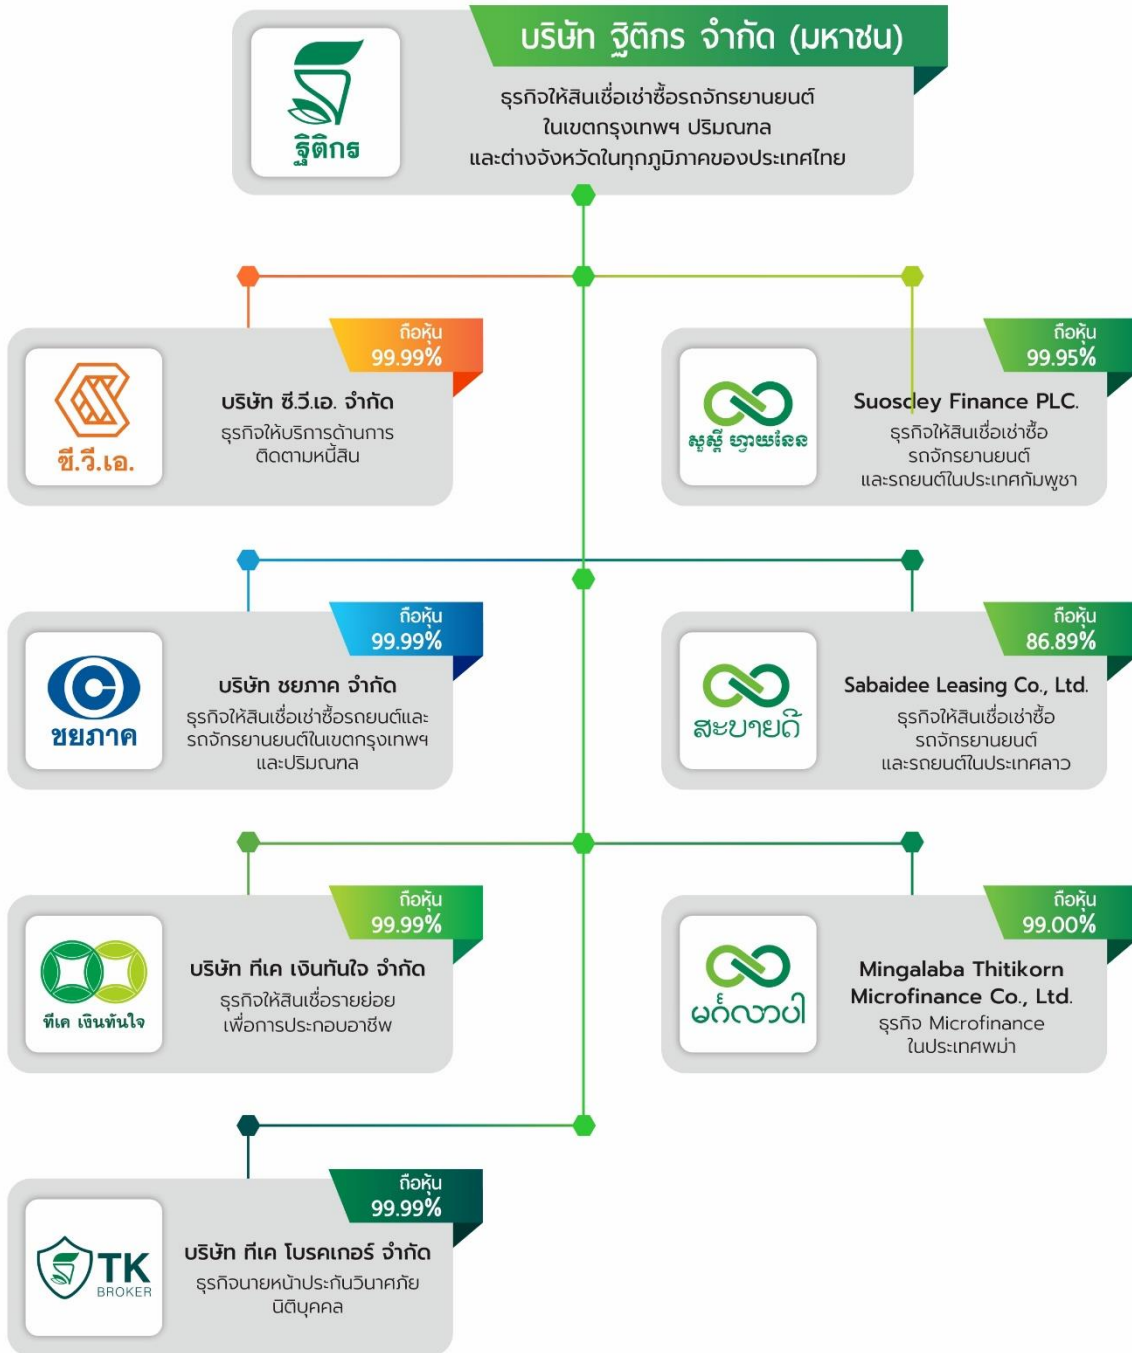 บริษัท ฐิติกร จำกัด (มหาชน)
ฐิติกร
ธุรกิจให้สินเชื่อเช่าซื้อรถจักรยานยนต์
ในเขตกรุงเทพฯ ปริมณฑล
และต่างจังหวัดในทุกภูมิภาคของประเทศไทย
ถือหุ้น
99.99%
ซี.วี.เอ.
บริษัท ซี.วี.เอ. จำกัด
ธุรกิจให้บริการด้านการ
ติดตามหนี้สิน
ถือหุ้น
99.95%
សួស្តី ហ្វាយនែន
Suosdey Finance PLC.
ธุรกิจให้สินเชื่อเช่าซื้อ
รถจักรยานยนต์
และรถยนต์ในประเทศกัมพูชา
ถือหุ้น
99.99%
ชยภาค
บริษัท ชยภาค จำกัด
ธุรกิจให้สินเชื่อเช่าซื้อรถยนต์และ
รถจักรยานยนต์ในเขตกรุงเทพฯ
และปริมณฑล
ถือหุ้น
86.89%
ສະບາຍດີ
Sabaidee Leasing Co., Ltd.
ธุรกิจให้สินเชื่อเช่าซื้อ
รถจักรยานยนต์
และรถยนต์ในประเทศลาว
ถือหุ้น
99.99%
ทีเค เงินทันใจ
บริษัท ทีเค เงินทันใจ จำกัด
ธุรกิจให้สินเชื่อรายย่อย
เพื่อการประกอบอาชีพ
ถือหุ้น
99.00%
မင်္ဂလာပါ
Mingalaba Thitikorn
Microfinance Co., Ltd.
ธุรกิจ Microfinance
ในประเทศพม่า
ถือหุ้น
99.99%
TK
BROKER
บริษัท ทีเค โบรคเกอร์ จำกัด
ธุรกิจนายหน้าประกันวินาศภัย
นิติบุคคล